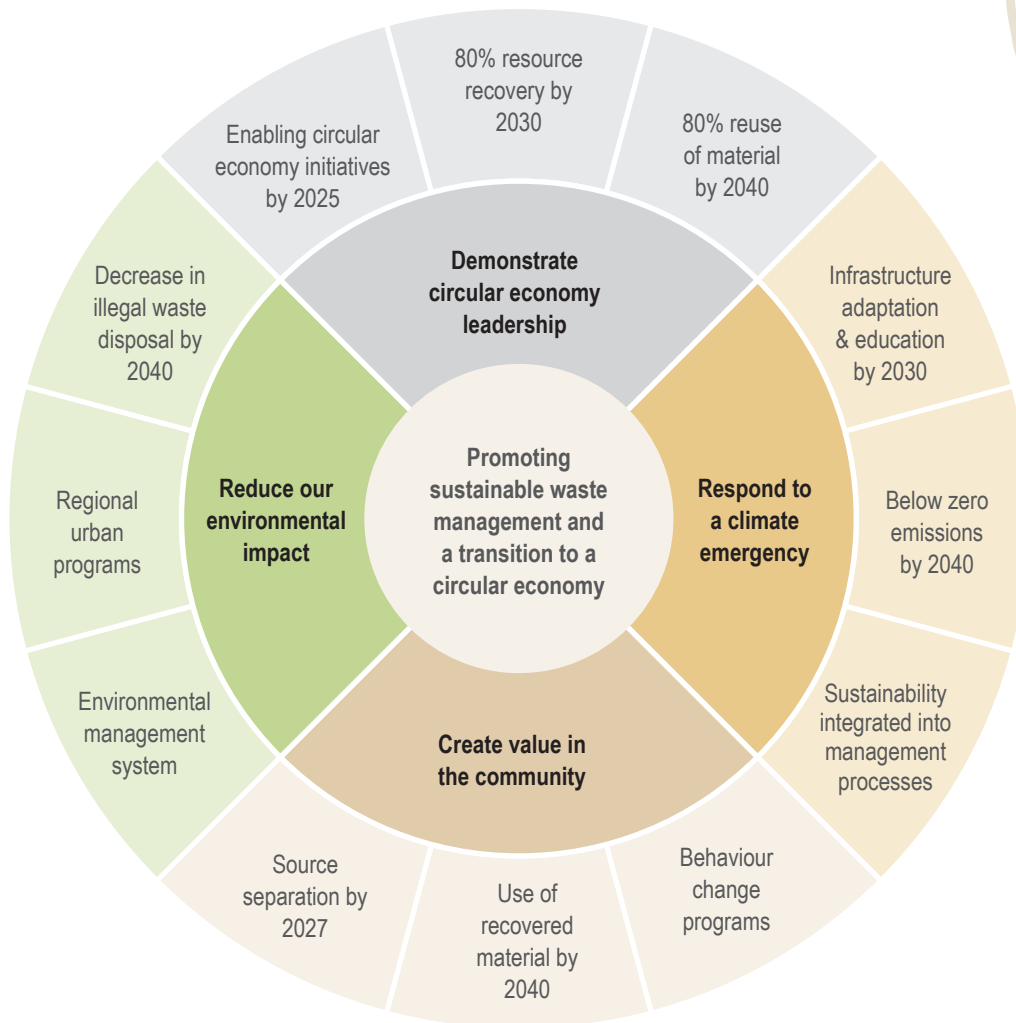 80% resource
recovery by
2030
80% reuse
of material
by 2040
Enabling circular
economy initiatives
by 2025
Demonstrate
circular economy
leadership
Decrease in
illegal waste
disposal by
2040
Infrastructure
adaptation
& education
by 2030
Promoting
sustainable waste
management and
a transition to a
circular economy
Reduce our
environmental
impact
Respond to
a climate
emergency
Regional
urban
programs
Below zero
emissions
by 2040
Environmental
management
system
Sustainability
integrated into
management
processes
Create value in
the community
Source
separation by
2027
Use of
recovered
material by
2040
Behaviour
change
programs